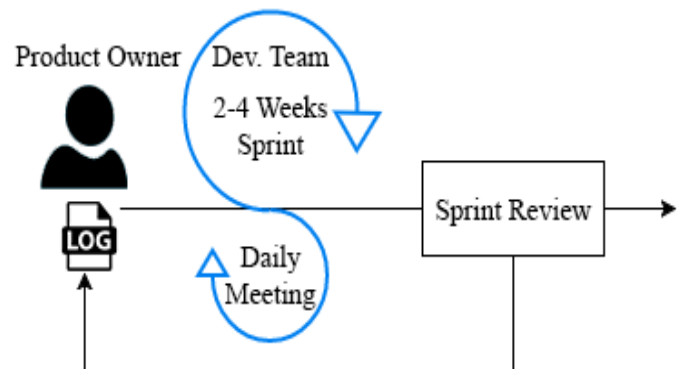 Product Owner
Dev. Team
2-4 Weeks
Sprint
LOG
Sprint Review
Daily
Meeting